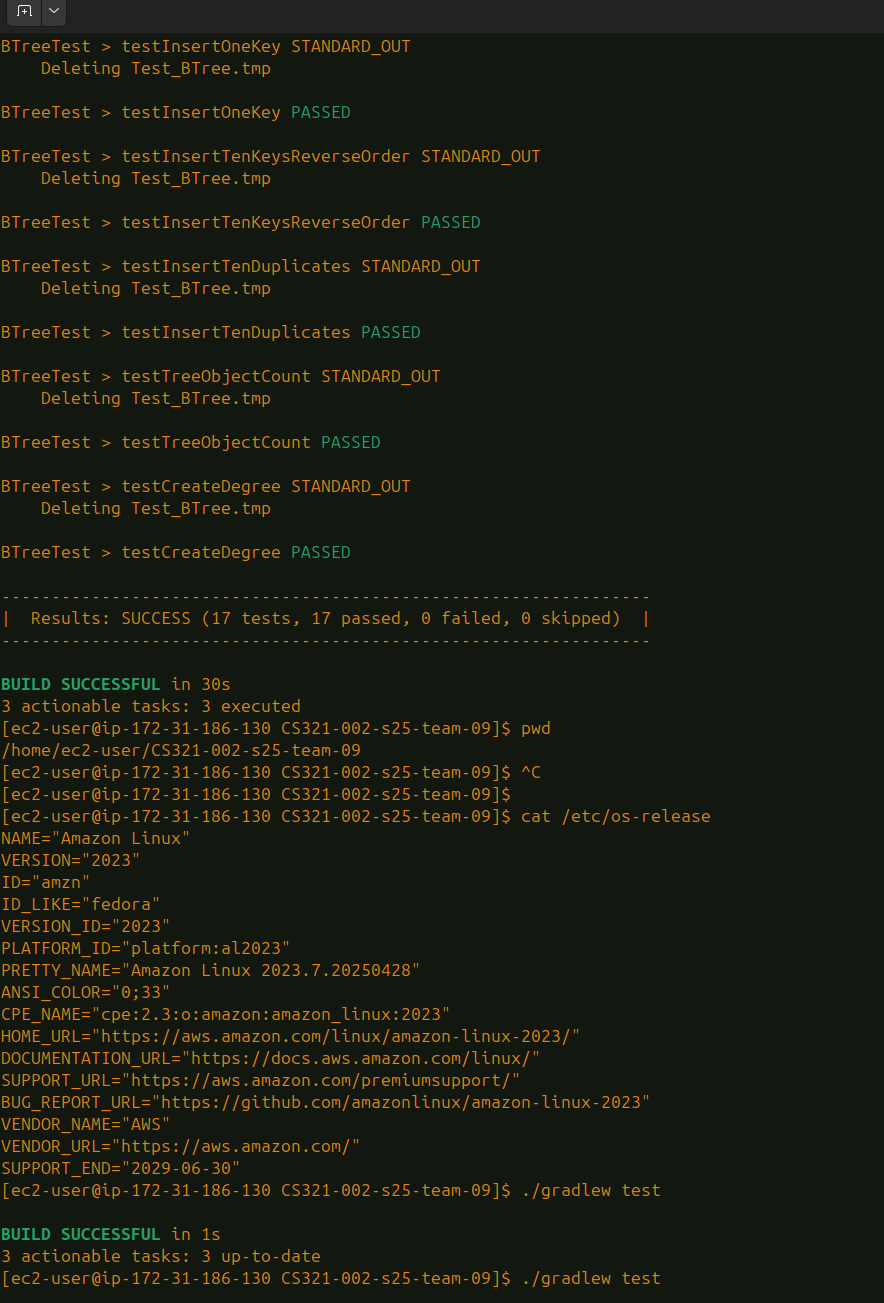 BTreeTest > testInsertOneKey STANDARD_OUT
    Deleting Test_BTree.tmp

BTreeTest > testInsertOneKey PASSED

BTreeTest > testInsertTenKeysReverseOrder STANDARD_OUT
    Deleting Test_BTree.tmp

BTreeTest > testInsertTenKeysReverseOrder PASSED

BTreeTest > testInsertTenDuplicates STANDARD_OUT
    Deleting Test_BTree.tmp

BTreeTest > testInsertTenDuplicates PASSED

BTreeTest > testTreeObjectCount STANDARD_OUT
    Deleting Test_BTree.tmp

BTreeTest > testTreeObjectCount PASSED

BTreeTest > testCreateDegree STANDARD_OUT
    Deleting Test_BTree.tmp

BTreeTest > testCreateDegree PASSED

-----------------------------------------------------------------
|  Results: SUCCESS (17 tests, 17 passed, 0 failed, 0 skipped)  |
-----------------------------------------------------------------

BUILD SUCCESSFUL in 30s
3 actionable tasks: 3 executed
[ec2-user@ip-172-31-186-130 CS321-002-s25-team-09]$ pwd
/home/ec2-user/CS321-002-s25-team-09
[ec2-user@ip-172-31-186-130 CS321-002-s25-team-09]$ ^C
[ec2-user@ip-172-31-186-130 CS321-002-s25-team-09]$
[ec2-user@ip-172-31-186-130 CS321-002-s25-team-09]$ cat /etc/os-release
NAME="Amazon Linux"
VERSION="2023"
ID="amzn"
ID_LIKE="fedora"
VERSION_ID="2023"
PLATFORM_ID="platform:al2023"
PRETTY_NAME="Amazon Linux 2023.7.20250428"
ANSI_COLOR="0;33"
CPE_NAME="cpe:2.3:o:amazon:amazon_linux:2023"
HOME_URL="https://aws.amazon.com/linux/amazon-linux-2023/"
DOCUMENTATION_URL="https://docs.aws.amazon.com/linux/"
SUPPORT_URL="https://aws.amazon.com/premiumsupport/"
BUG_REPORT_URL="https://github.com/amazonlinux/amazon-linux-2023"
VENDOR_NAME="AWS"
VENDOR_URL="https://aws.amazon.com/"
SUPPORT_END="2029-06-30"
[ec2-user@ip-172-31-186-130 CS321-002-s25-team-09]$ ./gradlew test

BUILD SUCCESSFUL in 1s
3 actionable tasks: 3 up-to-date
[ec2-user@ip-172-31-186-130 CS321-002-s25-team-09]$ ./gradlew test